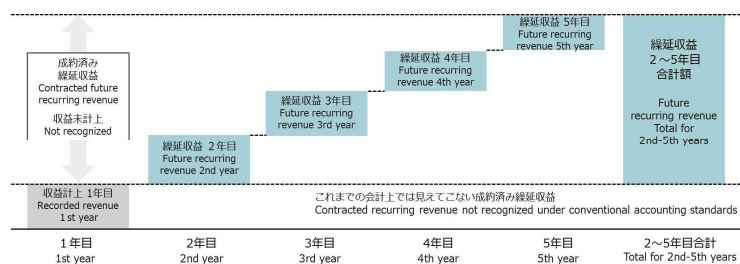 成約済み
繰延収益
Contracted future
recurring revenue
収益未計上
Not recognized
収益計上 1年目
Recorded revenue
1st year
繰延収益 2年目
Future recurring
revenue 2nd year
繰延収益 3年目
Future recurring
revenue 3rd year
繰延収益 4年目
Future recurring
revenue 4th year
繰延収益 5年目
Future recurring
revenue 5th year
繰延収益
2～5年目
合計額
Future
recurring revenue
Total for
2nd-5th years
これまでの会計上では見えてこない成約済み繰延収益
Contracted recurring revenue not recognized under conventional accounting standards
1年目
1st year
2年目
2nd year
3年目
3rd year
4年目
4th year
5年目
5th year
2～5年目合計
Total for 2nd-5th years